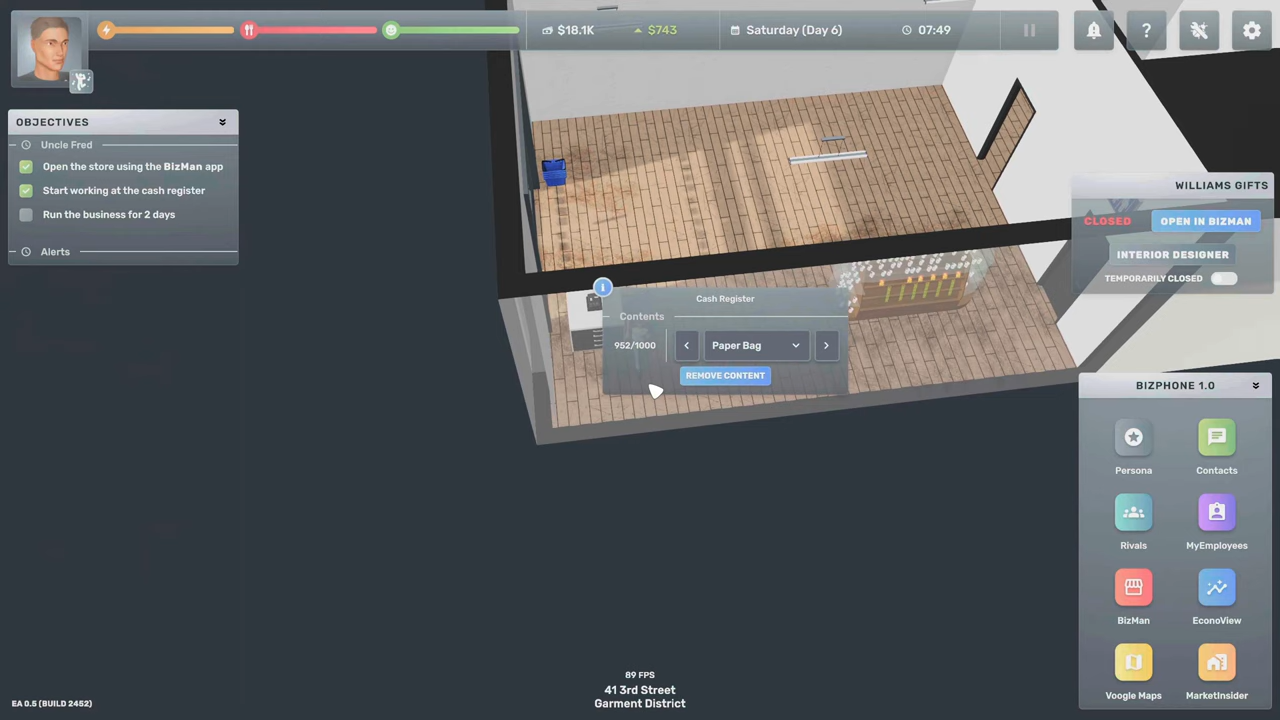 $18.1K
$743
Saturday (Day 6)
07:49
?
OBJECTIVES
Uncle Fred
Open the store using the BizMan app
Start working at the cash register
Run the business for 2 days
Alerts
WILLIAMS GIFTS
CLOSED
OPEN IN BIZMAN
INTERIOR DESIGNER
TEMPORARILY CLOSED
i
Cash Register
Contents
952/1000
<
Paper Bag
>
REMOVE CONTENT
BIZPHONE 1.0
Persona
Contacts
Rivals
MyEmployees
BizMan
EconoView
Voogle Maps
MarketInsider
89 FPS
41 3rd Street
Garment District
EA 0.5 (BUILD 2452)